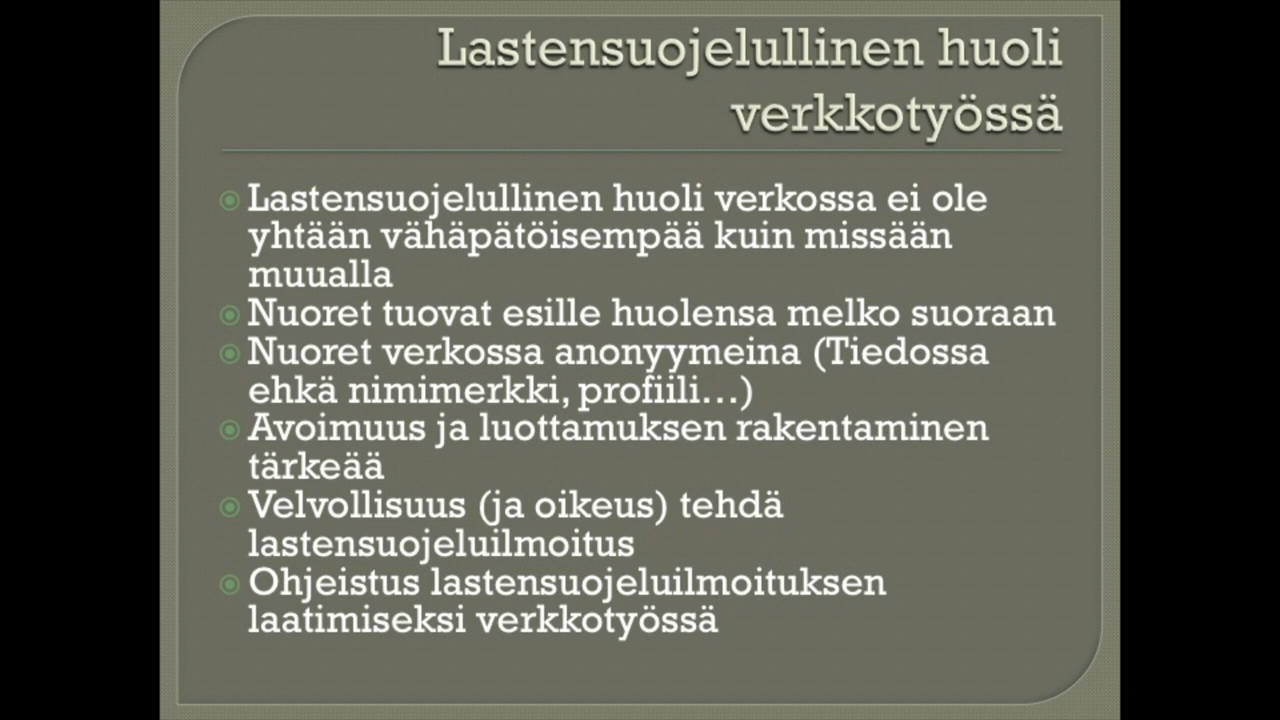 Lastensuojelullinen huoli
verkkotyössä
Lastensuojelullinen huoli verkossa ei ole
yhtään vähäpätöisempää kuin missään
muualla
Nuoret tuovat esille huolensa melko suoraan
Nuoret verkossa anonyymeina (Tiedossa
ehkä nimimerkki, profiili…)
Avoimuus ja luottamuksen rakentaminen
tärkeää
Velvollisuus (ja oikeus) tehdä
lastensuojeluilmoitus
Ohjeistus lastensuojeluilmoituksen
laatimiseksi verkkotyössä